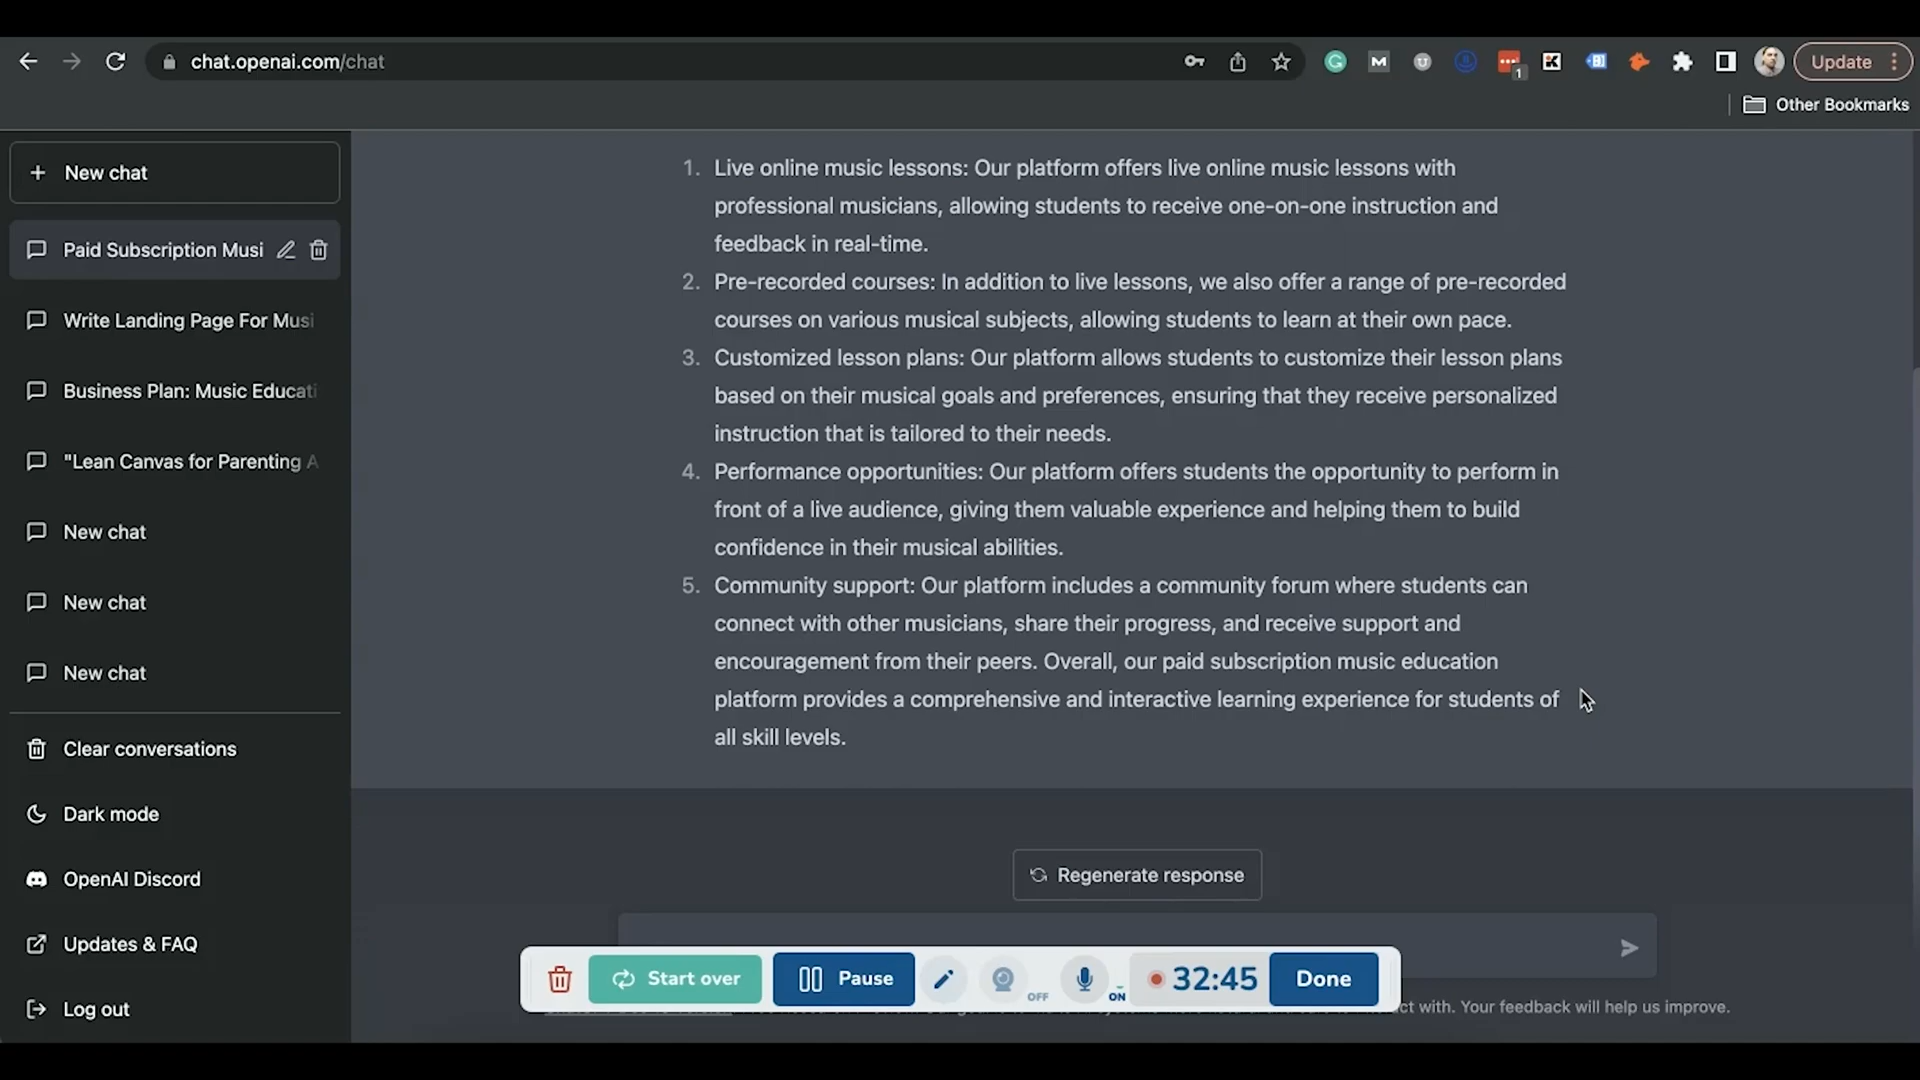 chat.openai.com/chat
1
Update
Other Bookmarks
New chat
Paid Subscription Musi
Write Landing Page For Musi
Business Plan: Music Educati
"Lean Canvas for Parenting A
New chat
New chat
New chat
Clear conversations
Dark mode
OpenAI Discord
Updates & FAQ
Log out
1. Live online music lessons: Our platform offers live online music lessons with
professional musicians, allowing students to receive one-on-one instruction and
feedback in real-time.
2. Pre-recorded courses: In addition to live lessons, we also offer a range of pre-recorded
courses on various musical subjects, allowing students to learn at their own pace.
3. Customized lesson plans: Our platform allows students to customize their lesson plans
based on their musical goals and preferences, ensuring that they receive personalized
instruction that is tailored to their needs.
4. Performance opportunities: Our platform offers students the opportunity to perform in
front of a live audience, giving them valuable experience and helping them to build
confidence in their musical abilities.
5. Community support: Our platform includes a community forum where students can
connect with other musicians, share their progress, and receive support and
encouragement from their peers. Overall, our paid subscription music education
platform provides a comprehensive and interactive learning experience for students of
all skill levels.
Regenerate response
Start over
Pause
OFF
ON
32:45
Done
ct with. Your feedback will help us improve.